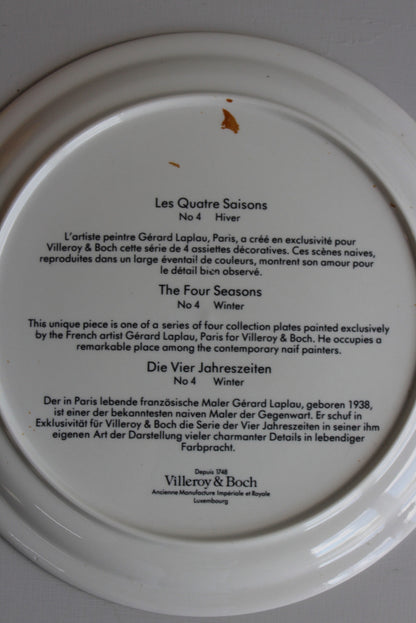 Les Quatre Saisons
No 4 Hiver
L'artiste peintre Gérard Laplau, Paris, a créé en exclusivité pour
Villeroy & Boch cette série de 4 assiettes décoratives. Ces scènes naives,
reproduites dans un large éventail de couleurs, montrent son amour pour
le détail bien observé.
The Four Seasons
No 4 Winter
This unique piece is one of a series of four collection plates painted exclusively
by the French artist Gérard Laplau, Paris for Villeroy & Boch. He occupies a
remarkable place among the contemporary naif painters.
Die Vier Jahreszeiten
No 4 Winter
Der in Paris lebende französische Maler Gérard Laplau, geboren 1938,
ist einer der bekanntesten naiven Maler der Gegenwart. Er schuf in
Exklusivität für Villeroy & Boch die Serie der Vier Jahreszeiten in seiner ihm
eigenen Art der Darstellung vieler charmanter Details in lebendiger
Farbpracht.
Depuis 1748
Villeroy & Boch
Ancienne Manufacture Impériale et Royale
Luxembourg